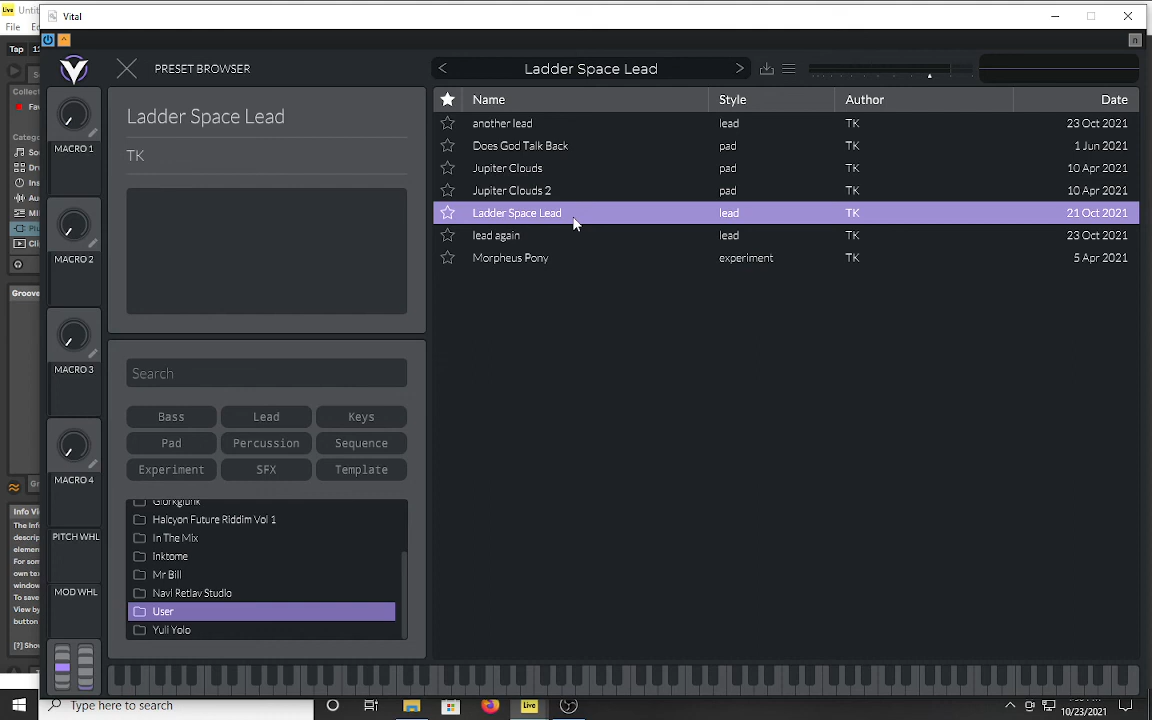 Live
Vital
File
Tap
PRESET BROWSER
Ladder Space Lead
n
Ladder Space Lead
TK
Name Style Author Date
another lead lead TK 23 Oct 2021
Does God Talk Back pad TK 1 Jun 2021
Jupiter Clouds pad TK 10 Apr 2021
Jupiter Clouds 2 pad TK 10 Apr 2021
Ladder Space Lead lead TK 21 Oct 2021
lead again lead TK 23 Oct 2021
Morpheus Pony experiment TK 5 Apr 2021
MACRO 1
MACRO 2
MACRO 3
MACRO 4
PITCH WHL
MOD WHL
Search
Bass Lead Keys
Pad Percussion Sequence
Experiment SFX Template
Halcyon Future Riddim Vol 1
In The Mix
Inktome
Mr Bill
Navi Retlav Studio
User
Yuli Yolo
Type here to search
Live
10/23/2021